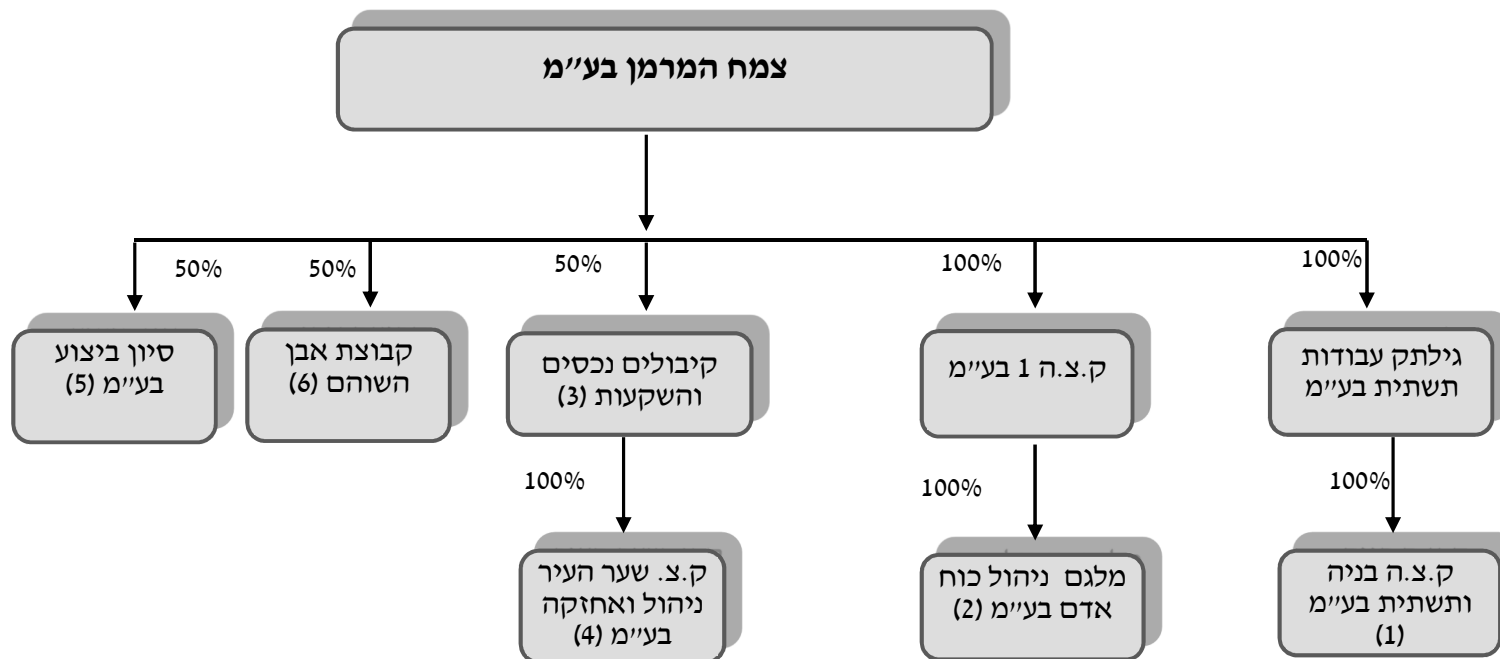 צמח המרמן בע״מ
100%
100%
50%
50%
50%
גילתק עבודות
תשתית בע״מ
ק.צ.ה 1 בע״מ
קיבולים נכסים
והשקעות (3)
קבוצת אבן
השוהם (6)
סיון ביצוע
בע״מ (5)
100%
100%
100%
ק.צ.ה בניה
ותשתית בע״מ
(1)
מלגם ניהול כוח
אדם בע״מ (2)
ק.צ. שער העיר
ניהול ואחזקה
בע״מ (4)